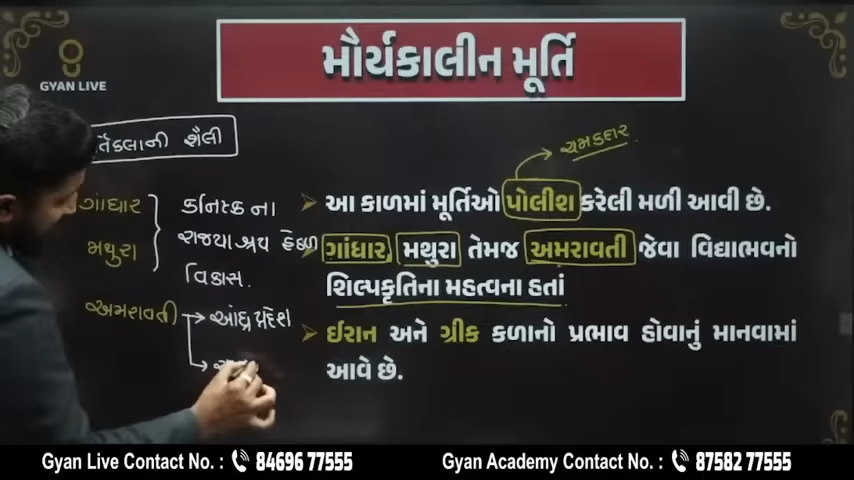 GYAN LIVE
મૌર્યકાલીન મૂર્તિ
ચમકદાર
શૈલી
આ કાળમાં મૂર્તિઓ પોલીશ કરેલી મળી આવી છે.
ગાંધાર, મથુરા તેમજ અમરાવતી જેવા વિદ્યાભવનો
શિલ્પકૃતિના મહત્વના હતાં
ઈરાન અને ગ્રીક કળાનો પ્રભાવ હોવાનું માનવામાં
આવે છે.
ગાંધાર
મથુરા
કનિષ્ક ના
રાજયાશ્રય હેઠળ
વિકાસ.
અમરાવતી
આંધ્રપ્રદેશ
Gyan Live Contact No. : 84696 77555
Gyan Academy Contact No. : 87582 77555